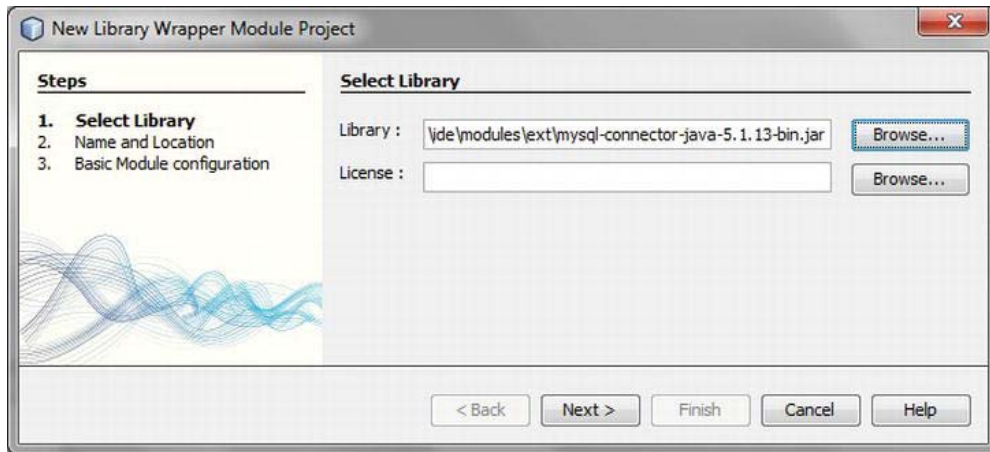 New Library Wrapper Module Project
Steps
1. Select Library
2. Name and Location
3. Basic Module configuration
Select Library
Library : \ide\modules\ext\mysql-connector-java-5.1.13-bin.jar Browse...
License : Browse...
< Back Next > Finish Cancel Help